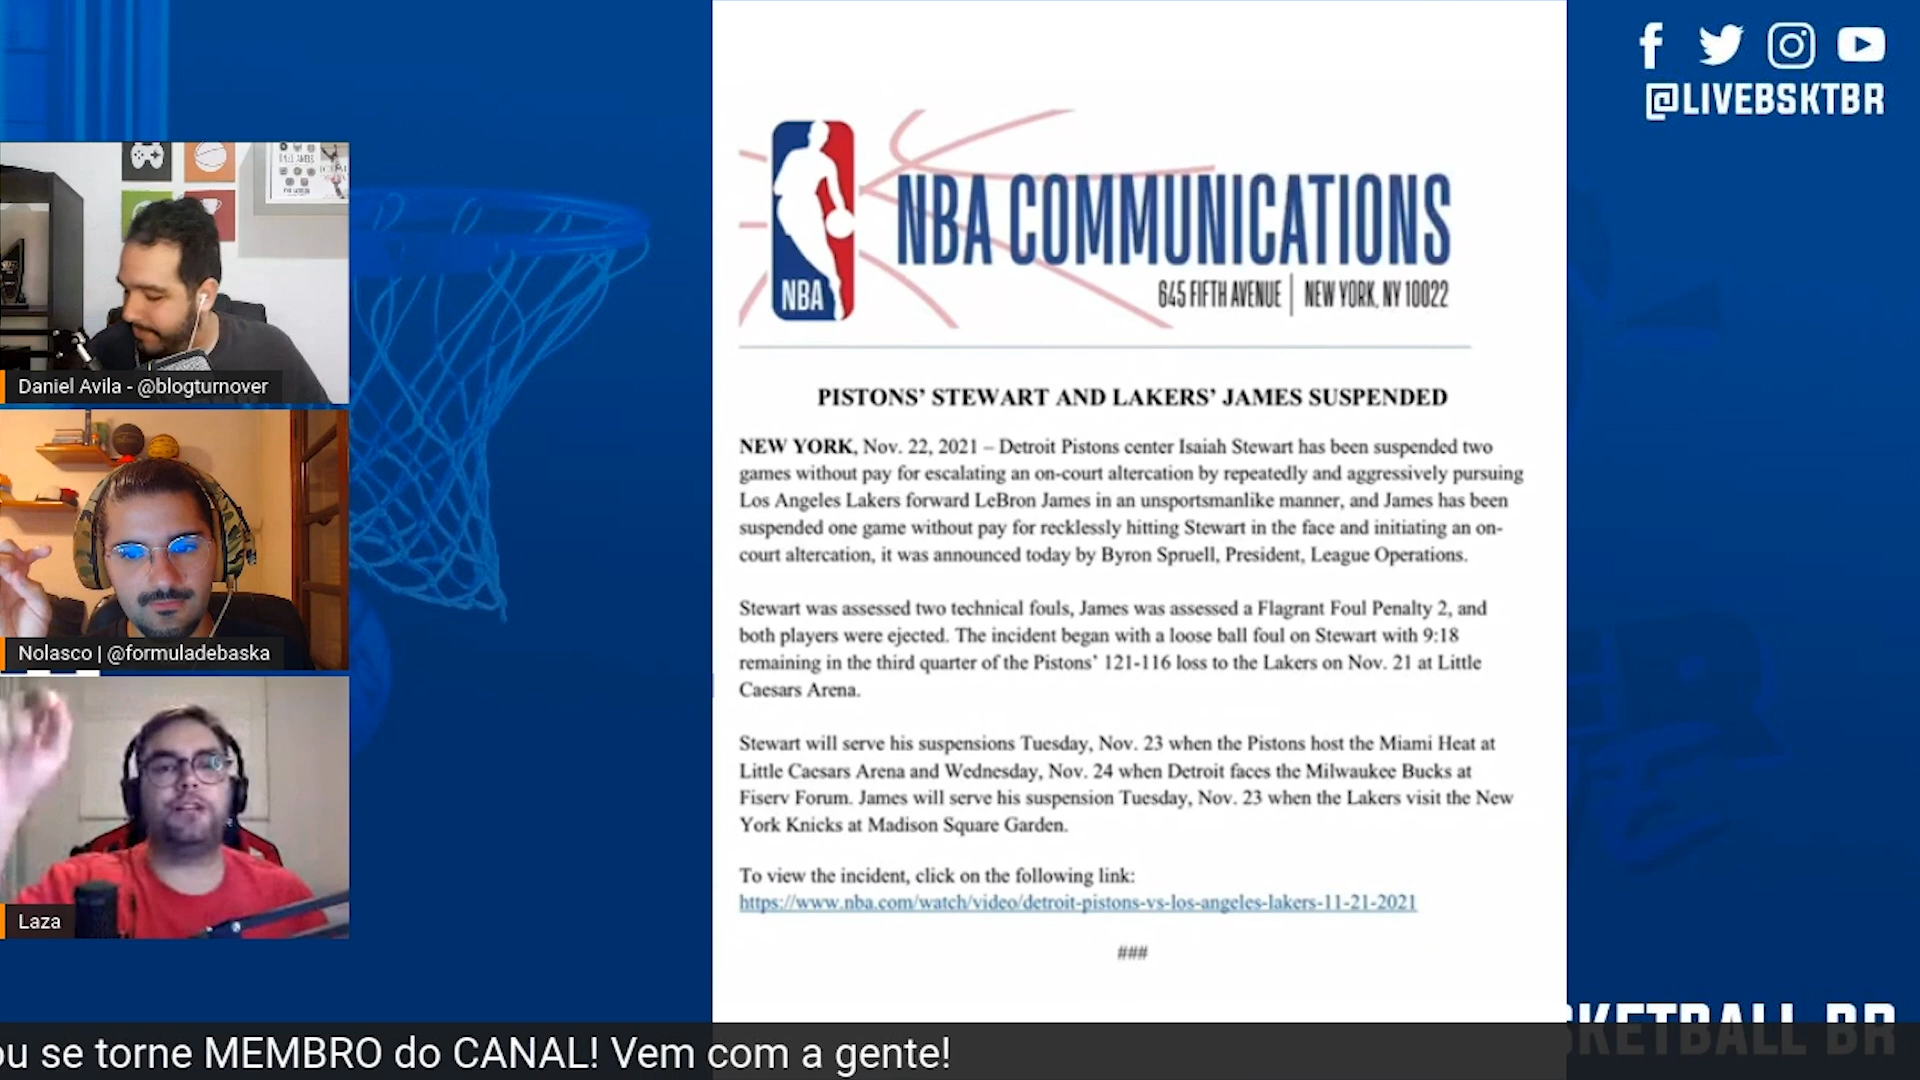 @LIVEBSKTBR
NBA
NBA COMMUNICATIONS
645 FIFTH AVENUE | NEW YORK, NY 10022
PISTONS' STEWART AND LAKERS' JAMES SUSPENDED
NEW YORK, Nov. 22, 2021 – Detroit Pistons center Isaiah Stewart has been suspended two
games without pay for escalating an on-court altercation by repeatedly and aggressively pursuing
Los Angeles Lakers forward LeBron James in an unsportsmanlike manner, and James has been
suspended one game without pay for recklessly hitting Stewart in the face and initiating an on-
court altercation, it was announced today by Byron Spruell, President, League Operations.
Stewart was assessed two technical fouls, James was assessed a Flagrant Foul Penalty 2, and
both players were ejected. The incident began with a loose ball foul on Stewart with 9:18
remaining in the third quarter of the Pistons' 121-116 loss to the Lakers on Nov. 21 at Little
Caesars Arena.
Stewart will serve his suspensions Tuesday, Nov. 23 when the Pistons host the Miami Heat at
Little Caesars Arena and Wednesday, Nov. 24 when Detroit faces the Milwaukee Bucks at
Fiserv Forum. James will serve his suspension Tuesday, Nov. 23 when the Lakers visit the New
York Knicks at Madison Square Garden.
To view the incident, click on the following link:
https://www.nba.com/watch/video/detroit-pistons-vs-los-angeles-lakers-11-21-2021
###
Daniel Avila - @blogturnover
Nolasco | @formuladebaska
Laza
SKETBALL BR
ou se torne MEMBRO do CANAL! Vem com a gente!